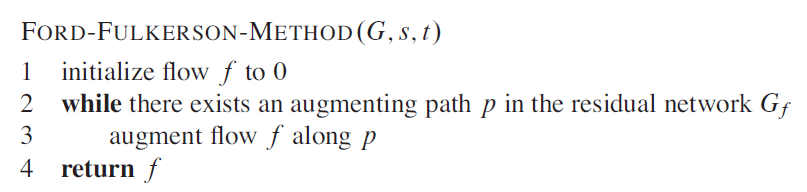 FORD-FULKERSON-METHOD(G, s, t)
1 initialize flow f to 0
2 while there exists an augmenting path p in the residual network G_f
3 augment flow f along p
4 return f